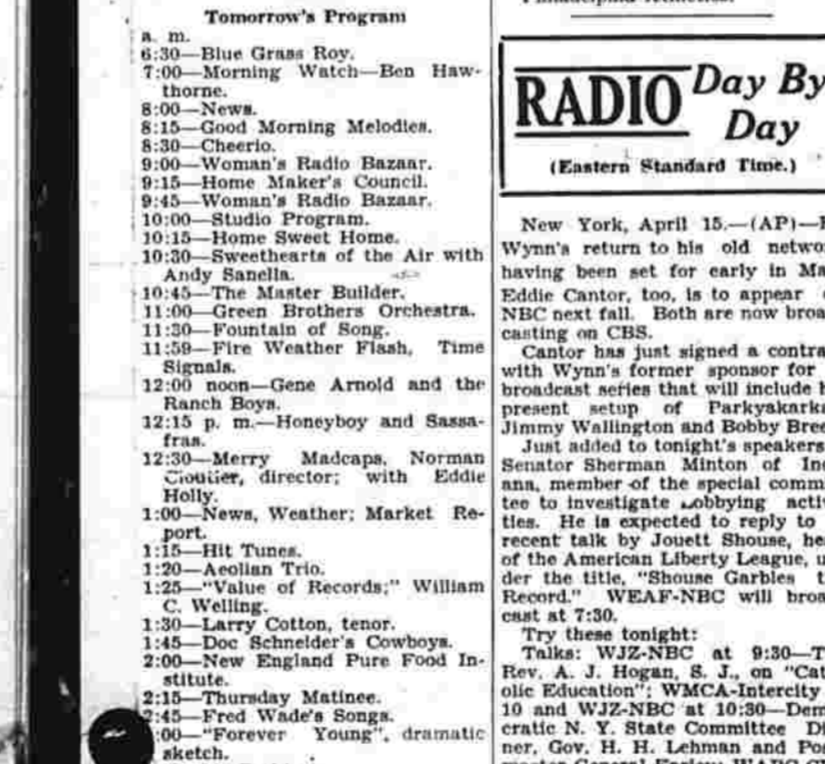 Tomorrow's Program
a. m.
6:30—Blue Grass Roy.
7:00—Morning Watch—Ben Haw-
thorne.
8:00—News.
8:15—Good Morning Melodies.
8:30—Cheerio.
9:00—Woman's Radio Bazaar.
9:15—Home Maker's Council.
9:45—Woman's Radio Bazaar.
10:00—Studio Program.
10:15—Home Sweet Home.
10:30—Sweethearts of the Air with
Andy Sanella.
10:45—The Master Builder.
11:00—Green Brothers Orchestra.
11:30—Fountain of Song.
11:59—Fire Weather Flash, Time
Signals.
12:00 noon—Gene Arnold and the
Ranch Boys.
12:15 p. m.—Honeyboy and Sassa-
fras.
12:30—Merry Madcaps, Norman
Cloutier, director; with Eddie
Holly.
1:00—News, Weather; Market Re-
port.
1:15—Hit Tunes.
1:20—Aeolian Trio.
1:25—"Value of Records;" William
C. Welling.
1:30—Larry Cotton, tenor.
1:45—Doc Schneider's Cowboys.
2:00—New England Pure Food In-
stitute.
2:15—Thursday Matinee.
2:45—Fred Wade's Songs.
:00—"Forever Young", dramatic
sketch.
RADIO Day By
Day
(Eastern Standard Time.)
New York, April 15.—(AP)—
Wynn's return to his old netwo
having been set for early in Ma
Eddie Cantor, too, is to appear
NBC next fall. Both are now broa
casting on CBS.
Cantor has just signed a contra
with Wynn's former sponsor for
broadcast series that will include
present setup of Parkyakarka
Jimmy Wallington and Bobby Bree
Just added to tonight's speakers
Senator Sherman Minton of In
ana, member of the special comm
tee to investigate lobbying activ
ties. He is expected to reply to
recent talk by Jouett Shouse, he
of the American Liberty League, u
der the title, "Shouse Garbles t
Record." WEAF-NBC will broa
cast at 7:30.
Try these tonight:
Talks: WJZ-NBC at 9:30—T
Rev. A. J. Hogan, S. J., on "Cat
olic Education"; WMCA-Intercity
10 and WJZ-NBC at 10:30—Dem
cratic N. Y. State Committee Di
ner, Gov. H. H. Lehman and Po